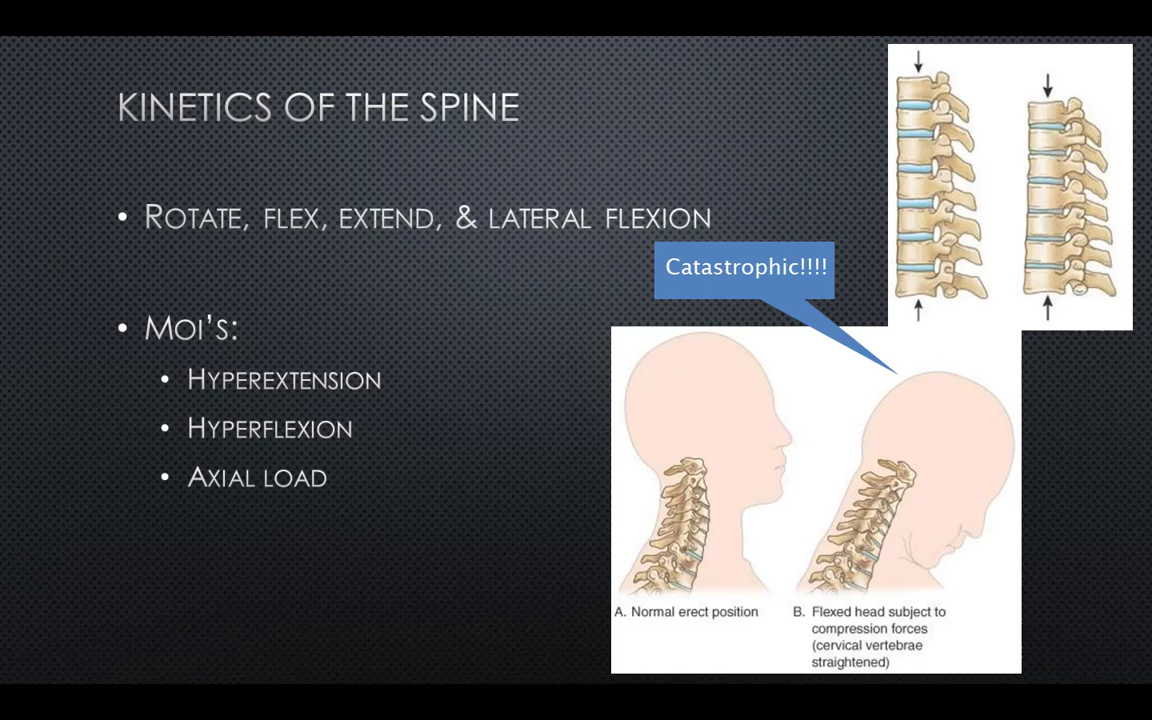 KINETICS OF THE SPINE
• ROTATE, FLEX, EXTEND, & LATERAL FLEXION
Catastrophic!!!!
• MOI'S:
• HYPEREXTENSION
• HYPERFLEXION
• AXIAL LOAD
A. Normal erect position
B. Flexed head subject to
compression forces
(cervical vertebrae
straightened)